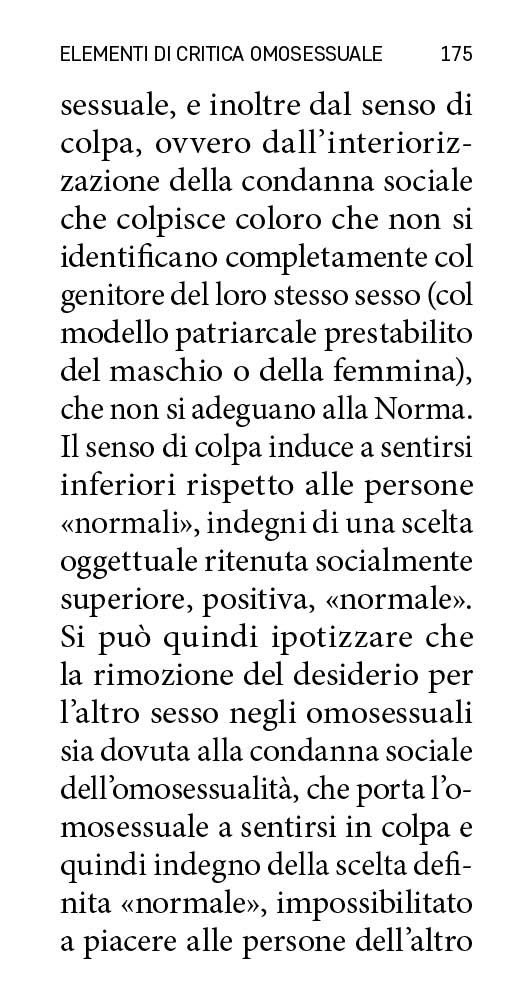 ELEMENTI DI CRITICA OMOSESSUALE 175
sessuale, e inoltre dal senso di
colpa, ovvero dall’interioriz-
zazione della condanna sociale
che colpisce coloro che non si
identificano completamente col
genitore del loro stesso sesso (col
modello patriarcale prestabilito
del maschio o della femmina),
che non si adeguano alla Norma.
Il senso di colpa induce a sentirsi
inferiori rispetto alle persone
«normali», indegni di una scelta
oggettuale ritenuta socialmente
superiore, positiva, «normale».
Si può quindi ipotizzare che
la rimozione del desiderio per
l’altro sesso negli omosessuali
sia dovuta alla condanna sociale
dell’omosessualità, che porta l’o-
mosessuale a sentirsi in colpa e
quindi indegno della scelta defi-
nita «normale», impossibilitato
a piacere alle persone dell’altro